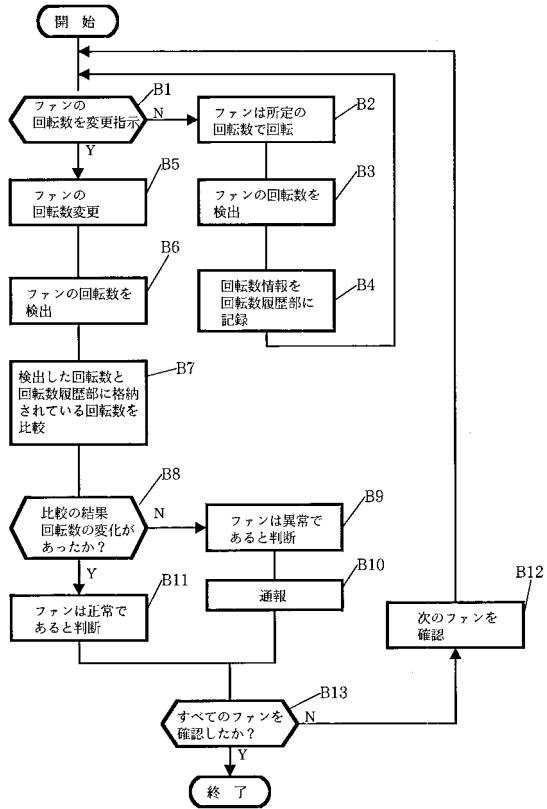 開 始
B1
ファンの
回転数を変更指示
N
Y
B2
ファンは所定の
回転数で回転
B3
ファンの回転数を
検出
B4
回転数情報を
回転数履歴部に
記録
B5
ファンの
回転数変更
B6
ファンの回転数を
検出
B7
検出した回転数と
回転数履歴部に格納
されている回転数を
比較
B8
比較の結果
回転数の変化が
あったか？
N
Y
B9
ファンは異常で
あると判断
B10
通報
B11
ファンは正常で
あると判断
B12
次のファンを
確認
B13
すべてのファンを
確認したか？
N
Y
終 了